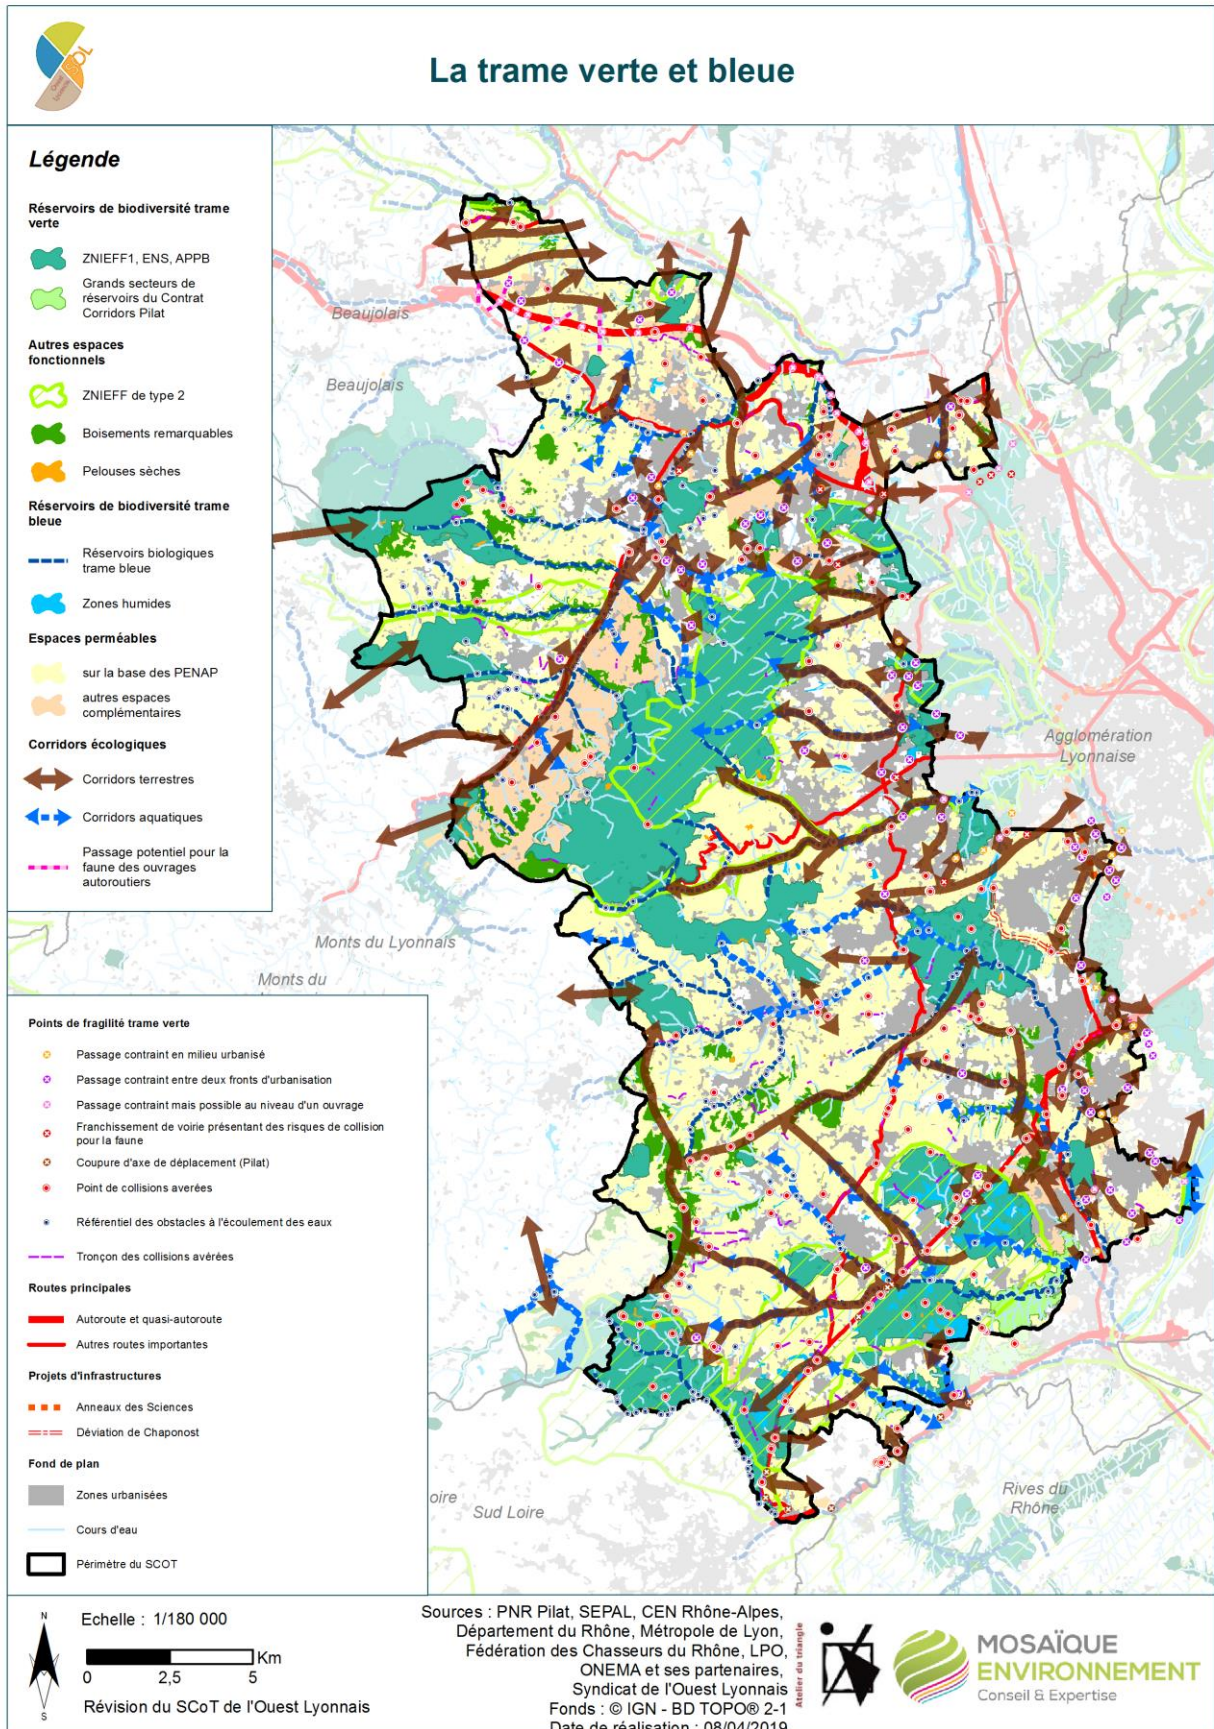 La trame verte et bleue
Légende
Réservoirs de biodiversité trame
verte
ZNIEFF1, ENS, APPB
Grands secteurs de
réservoirs du Contrat
Corridors Pilat
Autres espaces
fonctionnels
ZNIEFF de type 2
Boisements remarquables
Pelouses sèches
Réservoirs de biodiversité trame
bleue
Réservoirs biologiques
trame bleue
Zones humides
Espaces perméables
sur la base des PENAP
autres espaces
complémentaires
Corridors écologiques
Corridors terrestres
Corridors aquatiques
Passage potentiel pour la
faune des ouvrages
autoroutiers
Beaujolais
Beaujolais
Agglomération
Lyonnaise
Monts du Lyonnais
Monts du
oire
Sud Loire
Rives du
Rhône
Points de fragilité trame verte
Passage contraint en milieu urbanisé
Passage contraint entre deux fronts d'urbanisation
Passage contraint mais possible au niveau d'un ouvrage
Franchissement de voirie présentant des risques de collision
pour la faune
Coupure d'axe de déplacement (Pilat)
Point de collisions averées
Référentiel des obstacles à l'écoulement des eaux
Tronçon des collisions avérées
Routes principales
Autoroute et quasi-autoroute
Autres routes importantes
Projets d'infrastructures
Anneaux des Sciences
Déviation de Chaponost
Fond de plan
Zones urbanisées
Cours d'eau
Périmètre du SCOT
N
S
Echelle : 1/180 000
Km
0 2,5 5
Révision du SCoT de l'Ouest Lyonnais
Sources : PNR Pilat, SEPAL, CEN Rhône-Alpes,
Département du Rhône, Métropole de Lyon,
Fédération des Chasseurs du Rhône, LPO,
ONEMA et ses partenaires,
Syndicat de l'Ouest Lyonnais
Fonds : © IGN - BD TOPO® 2-1
Date de réalisation : 08/04/2019
Atelier du triangle
MOSAÏQUE
ENVIRONNEMENT
Conseil & Expertise